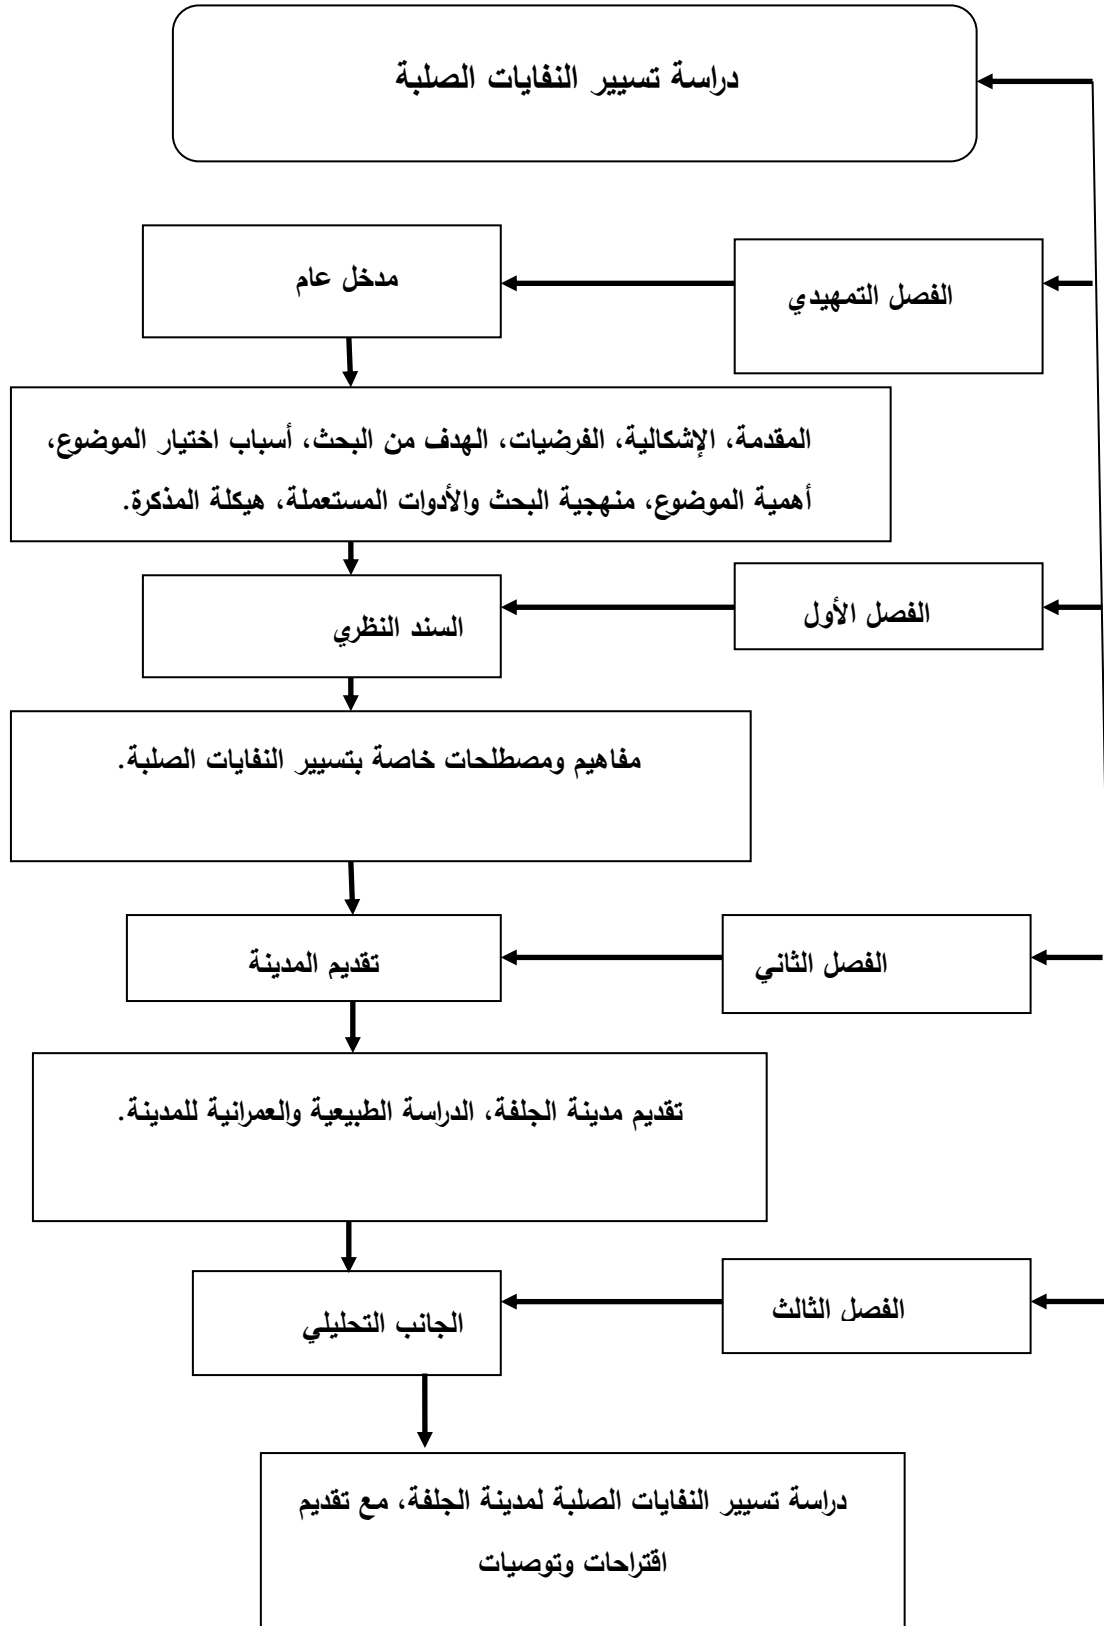 دراسة تسيير النفايات الصلبة
الفصل التمهيدي
مدخل عام
المقدمة، الإشكالية، الفرضيات، الهدف من البحث، أسباب اختيار الموضوع،
أهمية الموضوع، منهجية البحث والأدوات المستعملة، هيكلة المذكرة.
الفصل الأول
السند النظري
مفاهيم ومصطلحات خاصة بتسيير النفايات الصلبة.
الفصل الثاني
تقديم المدينة
تقديم مدينة الجلفة، الدراسة الطبيعية والعمرانية للمدينة.
الفصل الثالث
الجانب التحليلي
دراسة تسيير النفايات الصلبة لمدينة الجلفة، مع تقديم
اقتراحات وتوصيات